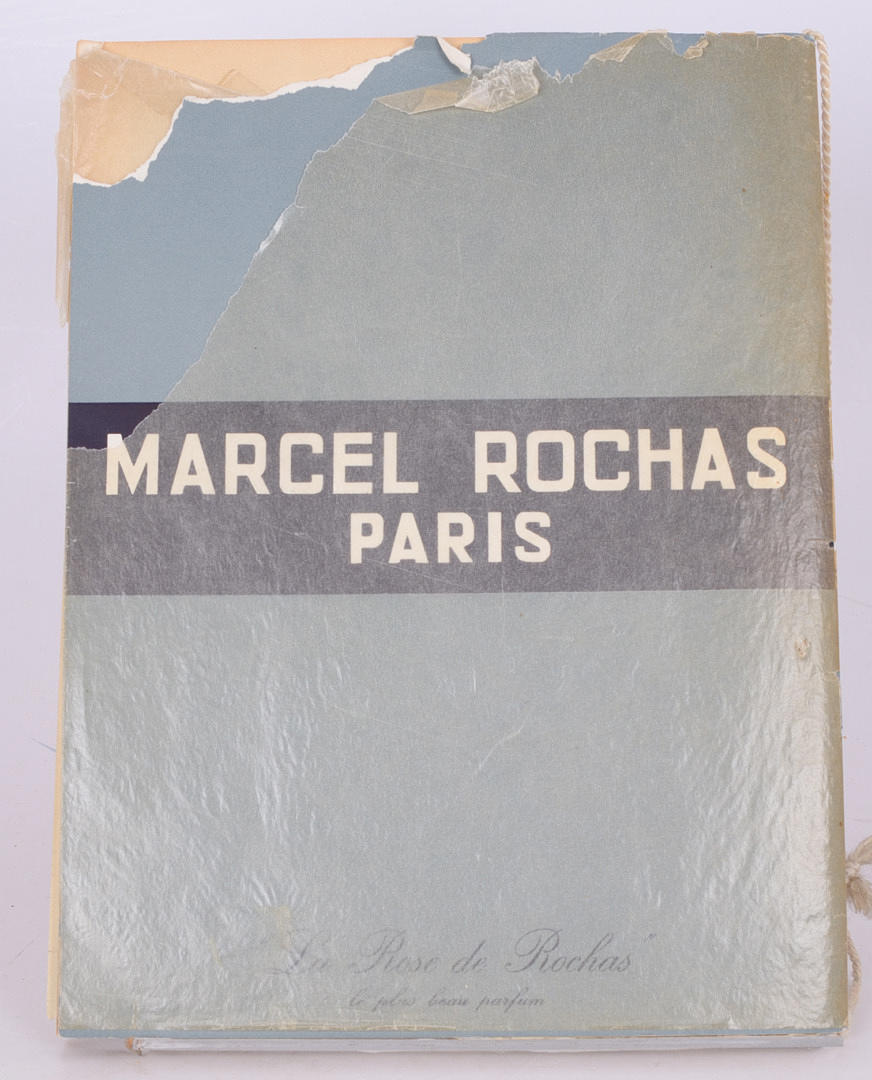 MARCEL ROCHAS
PARIS
"La Rose de Rochas"
le plus beau parfum